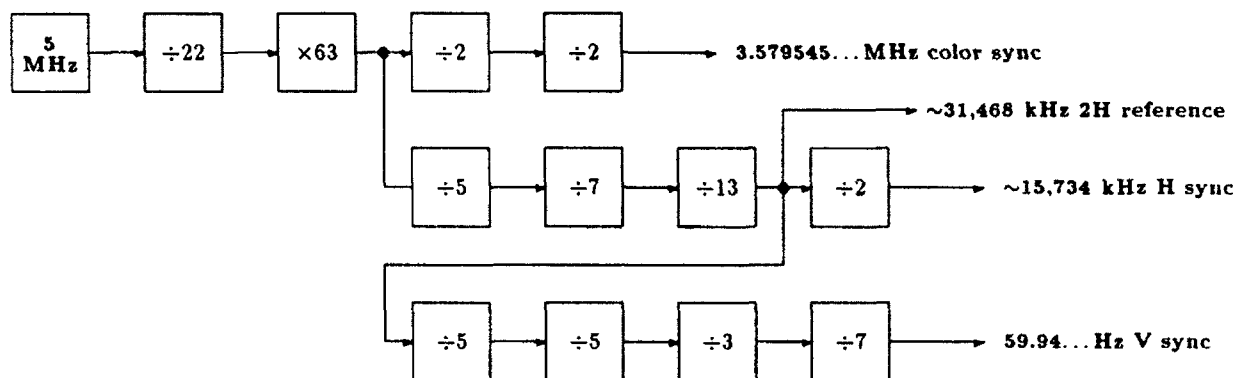 5
MHz
÷22
×63
÷2
÷2
3.579545... MHz color sync
~31,468 kHz 2H reference
÷5
÷7
÷13
÷2
~15,734 kHz H sync
÷5
÷5
÷3
÷7
59.94... Hz V sync